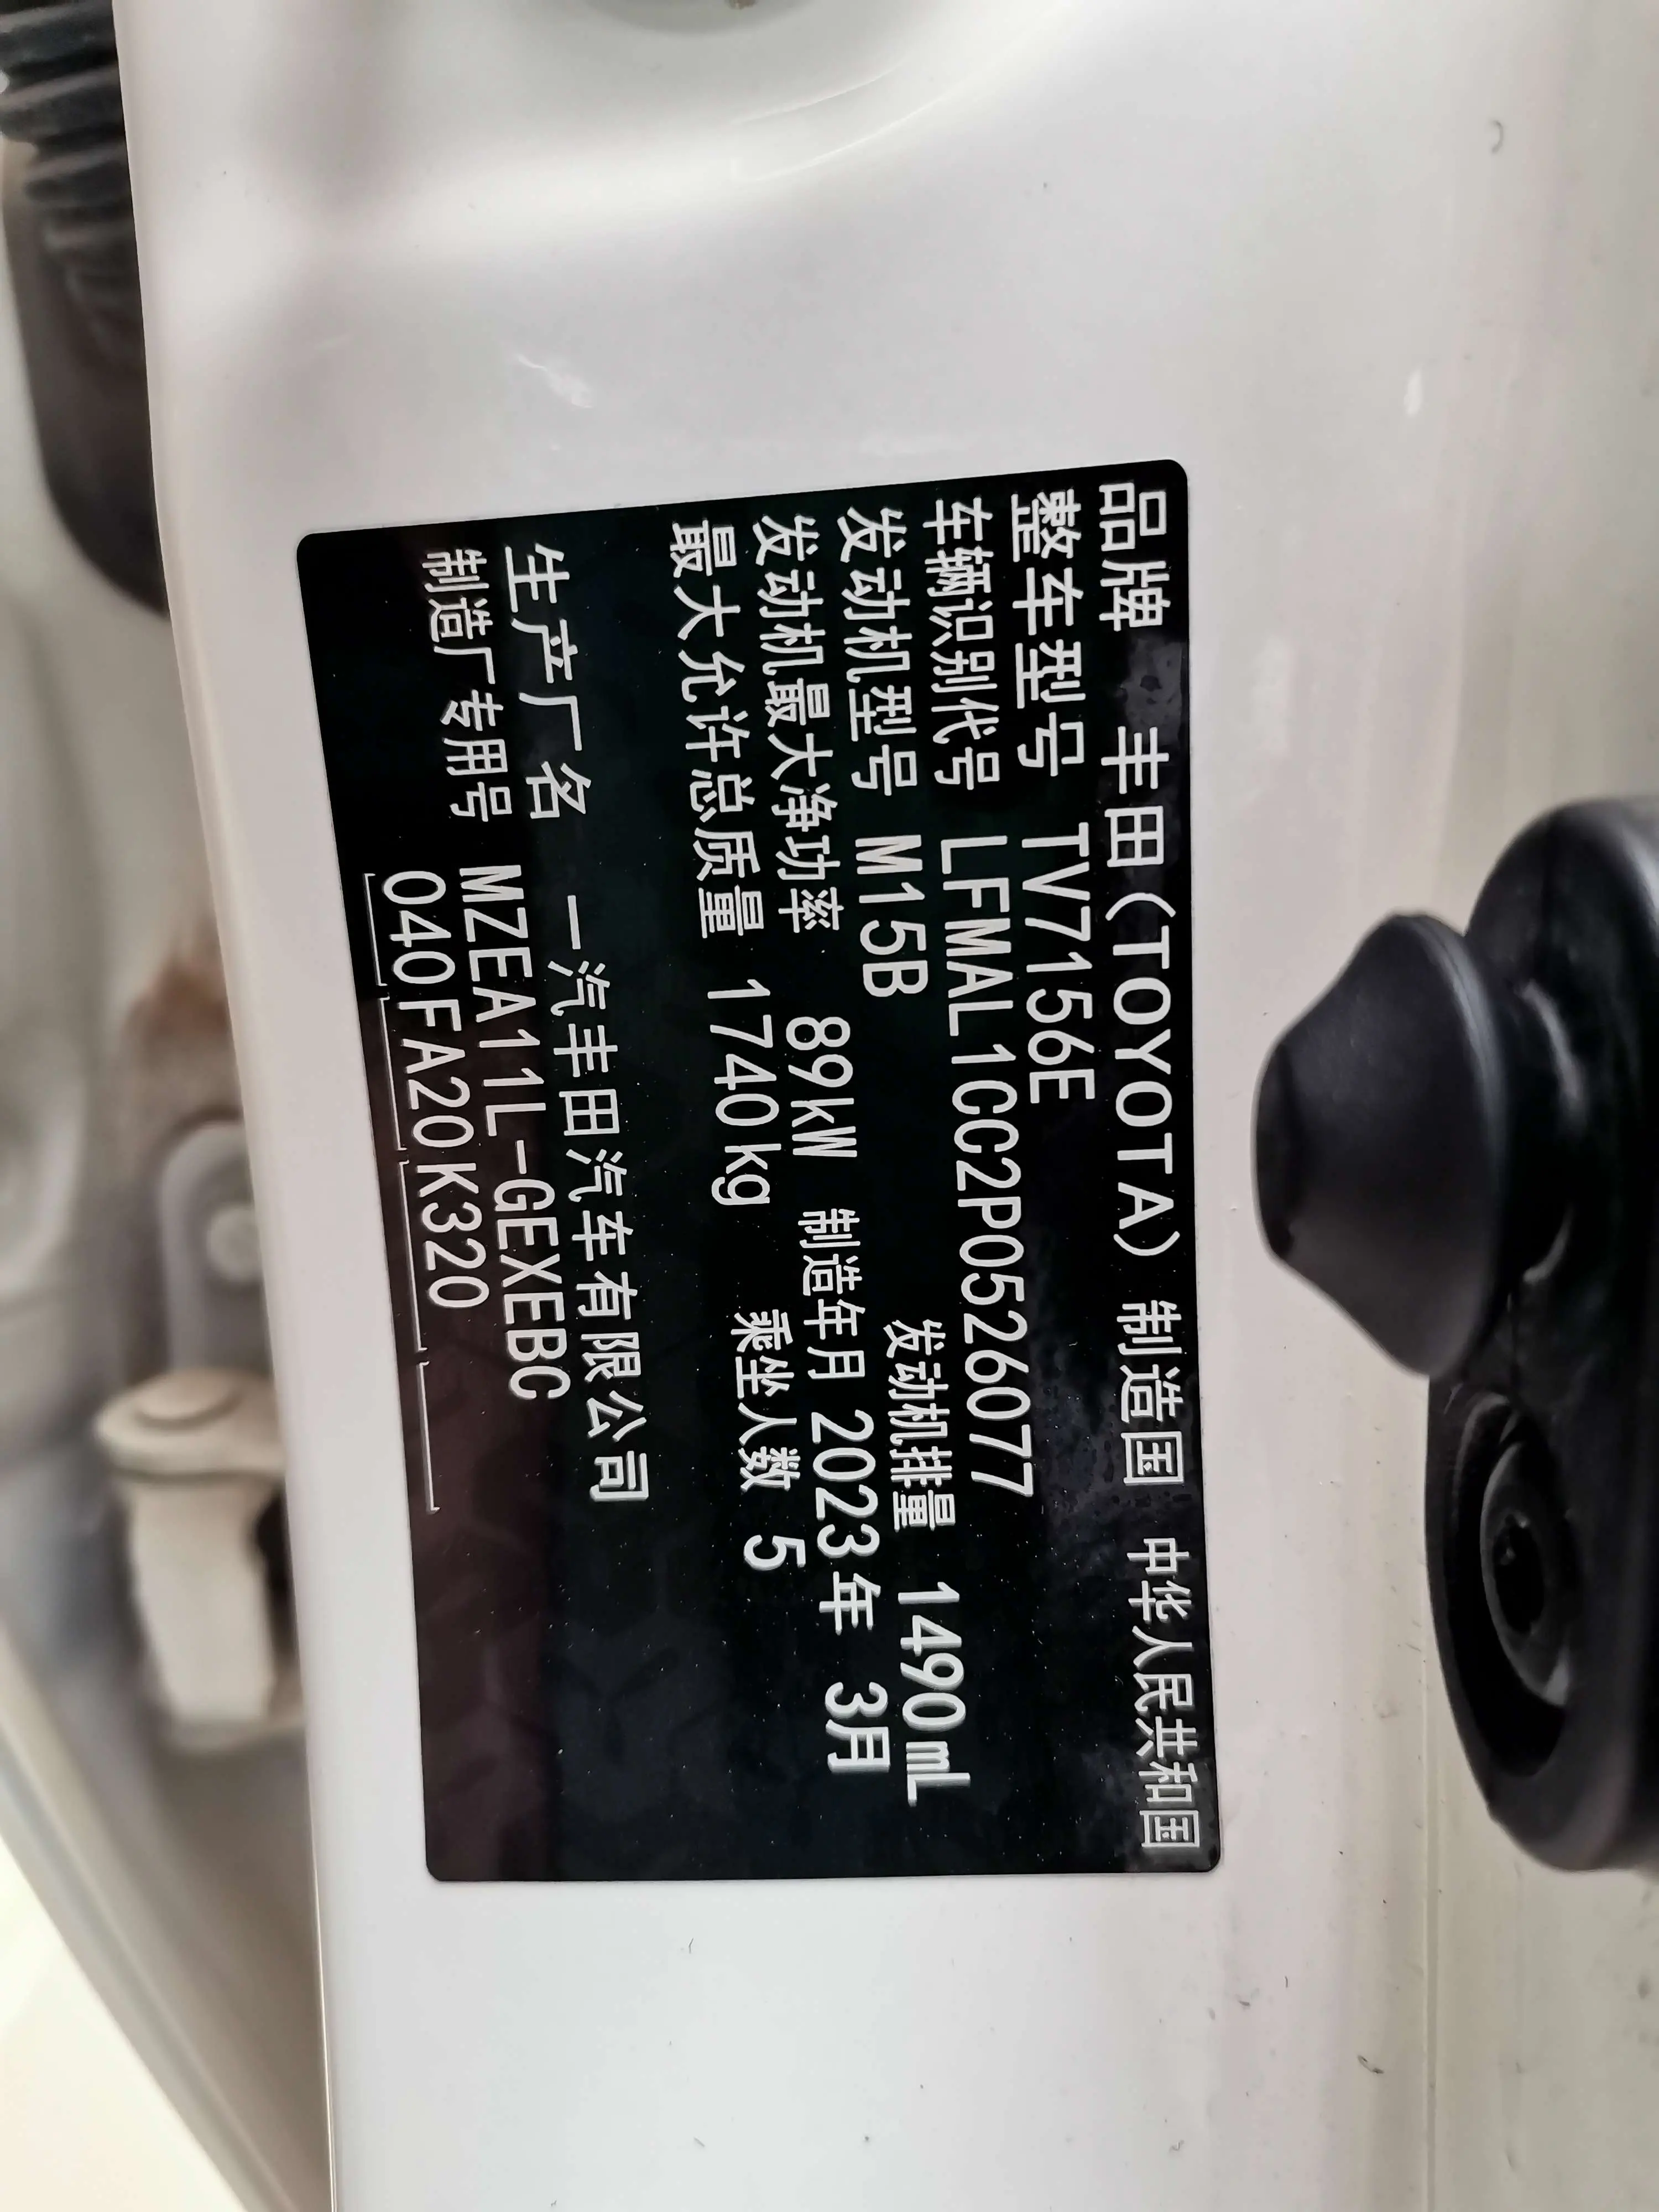 品牌 丰田(TOYOTA) 制造国 中华人民共和国
整车型号 TV7156E
车辆识别代号 LFMAL1CC2P0526077
发动机型号 M15B 发动机排量 1490mL
发动机最大净功率 89kW 制造年月 2023年 3月
最大允许总质量 1740kg 乘坐人数 5
生产厂名 一汽丰田汽车有限公司
制造厂专用号 MZEA11L-GEXEBC
040FA20K320